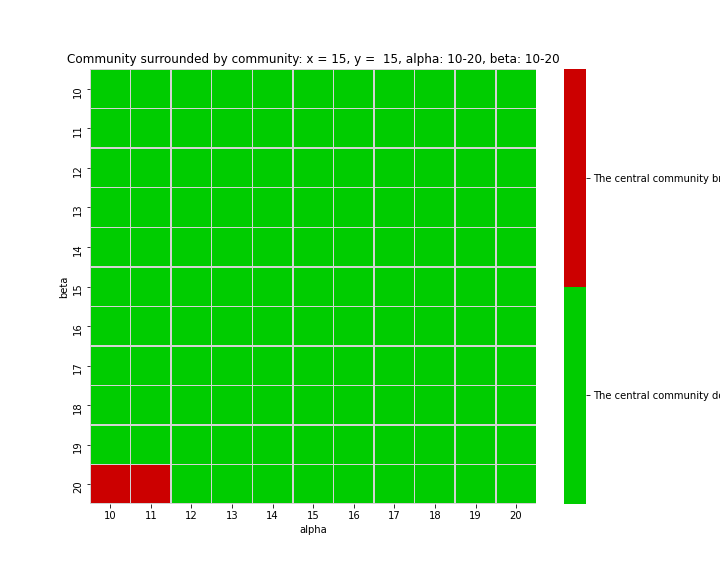 Community surrounded by community: x = 15, y =  15, alpha: 10-20, beta: 10-20
10
11
12
13
14
15
16
17
18
19
20
beta
10 11 12 13 14 15 16 17 18 19 20
alpha
The central community
The central community